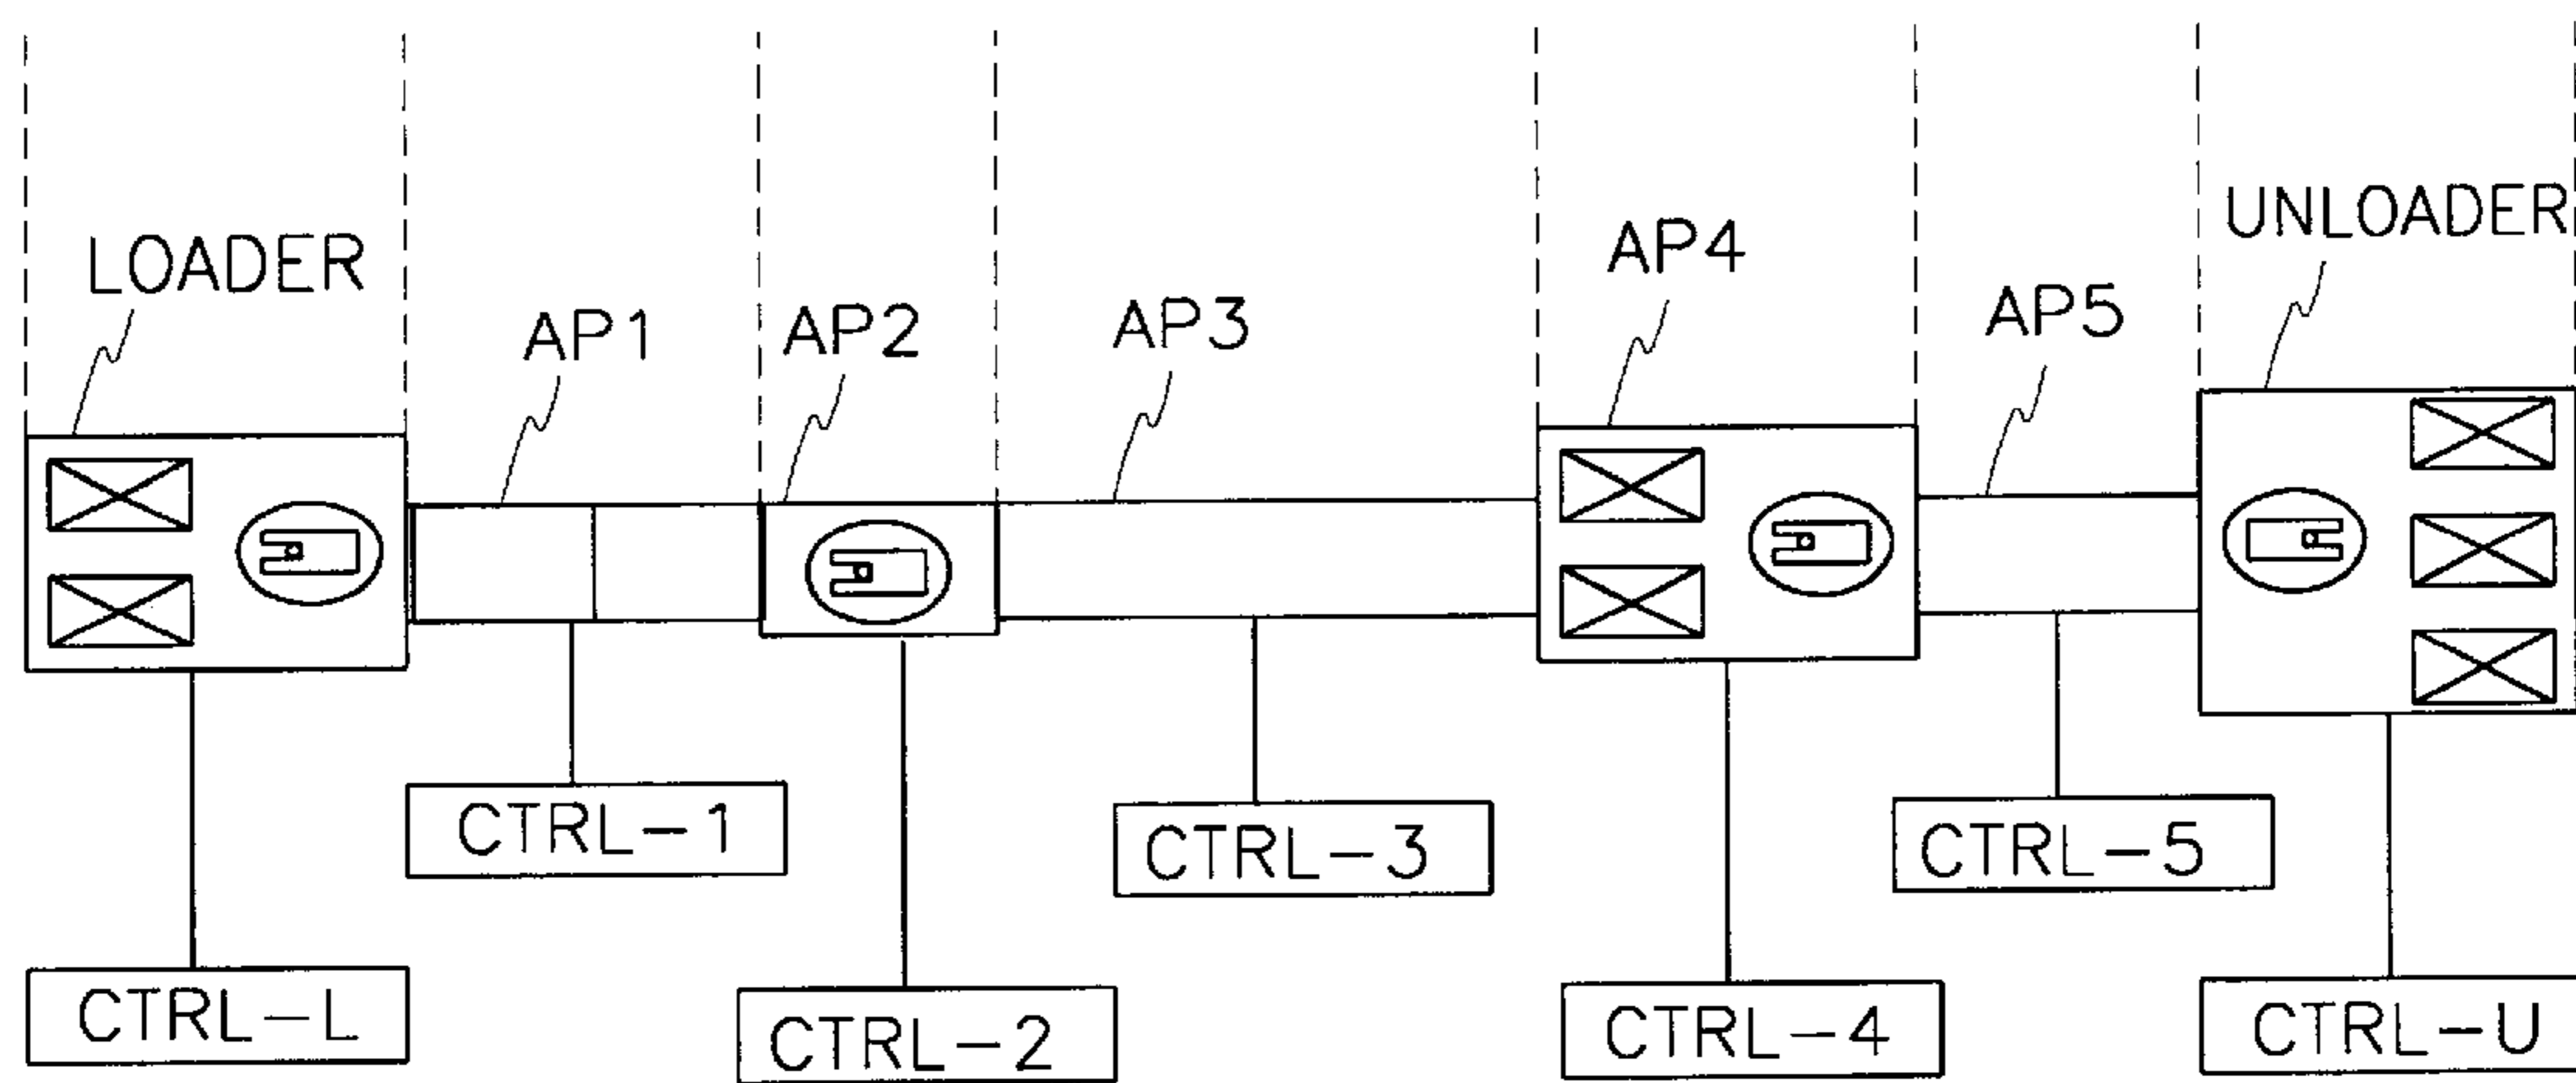 LOADER
AP1
AP2
AP3
AP4
AP5
UNLOADER
CTRL-1
CTRL-3
CTRL-5
CTRL-L
CTRL-2
CTRL-4
CTRL-U